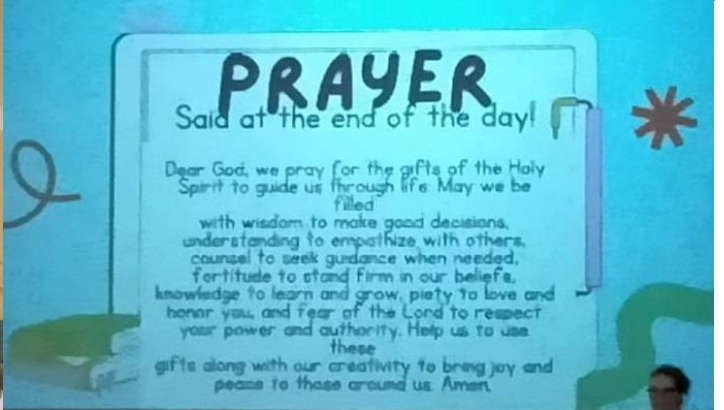 PRAYER
Said at the end of the day!
Dear God, we pray for the gifts of the Holy
Spirit to guide us through life. May we be
filled
with wisdom to make good decisions,
understanding to empathize with others,
counsel to seek guidance when needed,
fortitude to stand firm in our beliefs,
knowledge to learn and grow, piety to love and
honor you, and fear of the Lord to respect
your power and authority. Help us to use
these
gifts along with our creativity to bring joy and
peace to those around us. Amen.